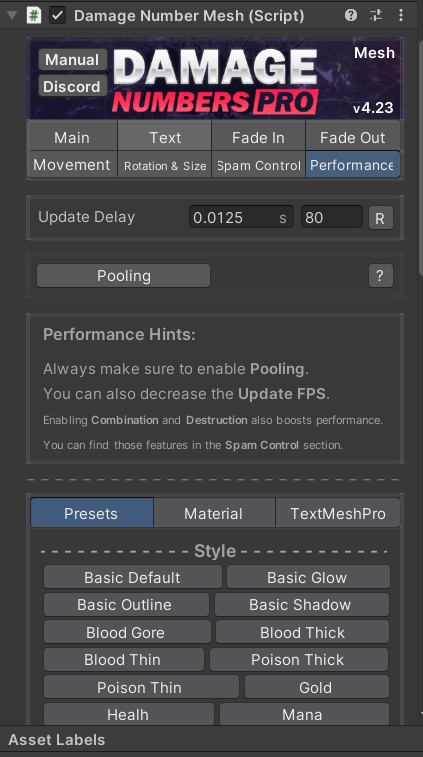 Damage Number Mesh (Script)
Manual
Discord
DAMAGE
NUMBERS PRO
Mesh
v4.23
Main Text Fade In Fade Out
Movement Rotation & Size Spam Control Performance
Update Delay 0.0125 s 80 R
Pooling ?
Performance Hints:
Always make sure to enable Pooling.
You can also decrease the Update FPS.
Enabling Combination and Destruction also boosts performance.
You can find those features in the Spam Control section.
Presets Material TextMeshPro
Style
Basic Default Basic Glow
Basic Outline Basic Shadow
Blood Gore Blood Thick
Blood Thin Poison Thick
Poison Thin Gold
Healh Mana
Asset Labels